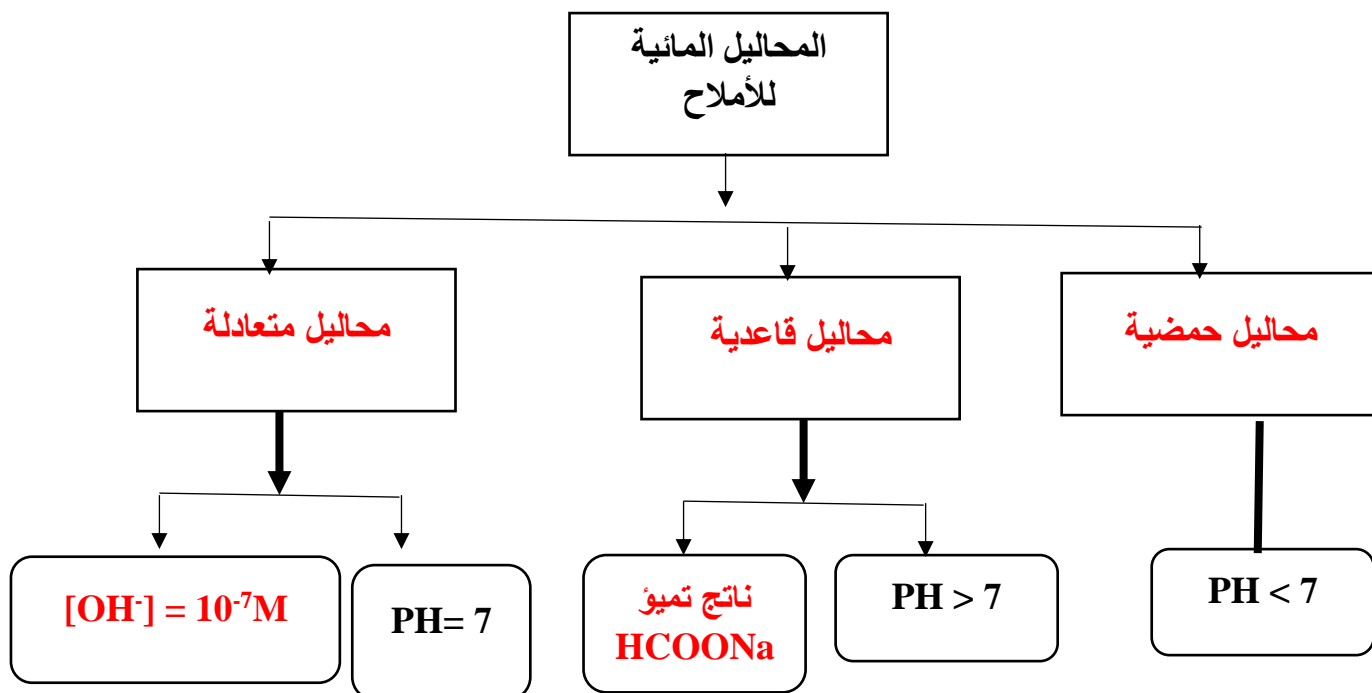 المحاليل المائية
للأملاح
محاليل حمضية
محاليل قاعدية
محاليل متعادلة
PH < 7
PH > 7
ناتج تميؤ
HCOONa
PH= 7
[OH⁻] = 10⁻⁷M